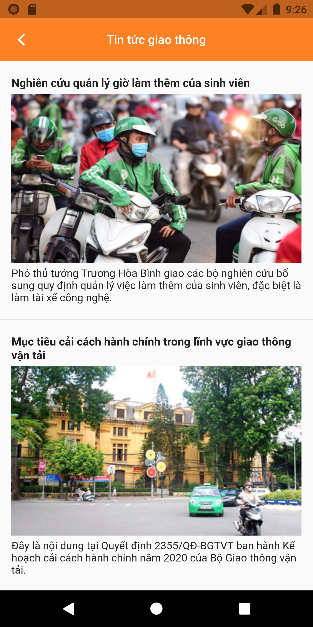 9:26
Tin tức giao thông
Nghiên cứu quản lý giờ làm thêm của sinh viên
Grab
Phó thủ tướng Trương Hòa Bình giao các bộ nghiên cứu bổ
sung quy định quản lý việc làm thêm của sinh viên, đặc biệt là
làm tài xế công nghệ.
Mục tiêu cải cách hành chính trong lĩnh vực giao thông
vận tải
Đây là nội dung tại Quyết định 2355/QĐ-BGTVT ban hành Kế
hoạch cải cách hành chính năm 2020 của Bộ Giao thông vận
tải.